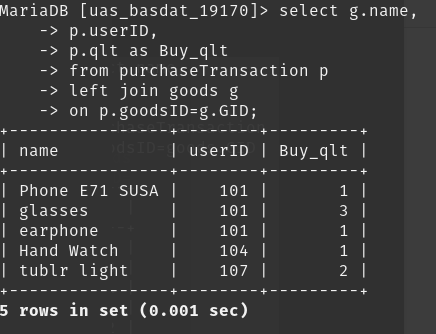 MariaDB [uas_basdat_19170]> select g.name,
    -> p.userID,
    -> p.qlt as Buy_qlt
    -> from purchaseTransaction p
    -> left join goods g
    -> on p.goodsID=g.GID;
+----------------+--------+---------+
| name           | userID | Buy_qlt |
+----------------+--------+---------+
| Phone E71 SUSA |    101 |       1 |
| glasses        |    101 |       3 |
| earphone       |    101 |       1 |
| Hand Watch     |    104 |       1 |
| tublr light    |    107 |       2 |
+----------------+--------+---------+
5 rows in set (0.001 sec)